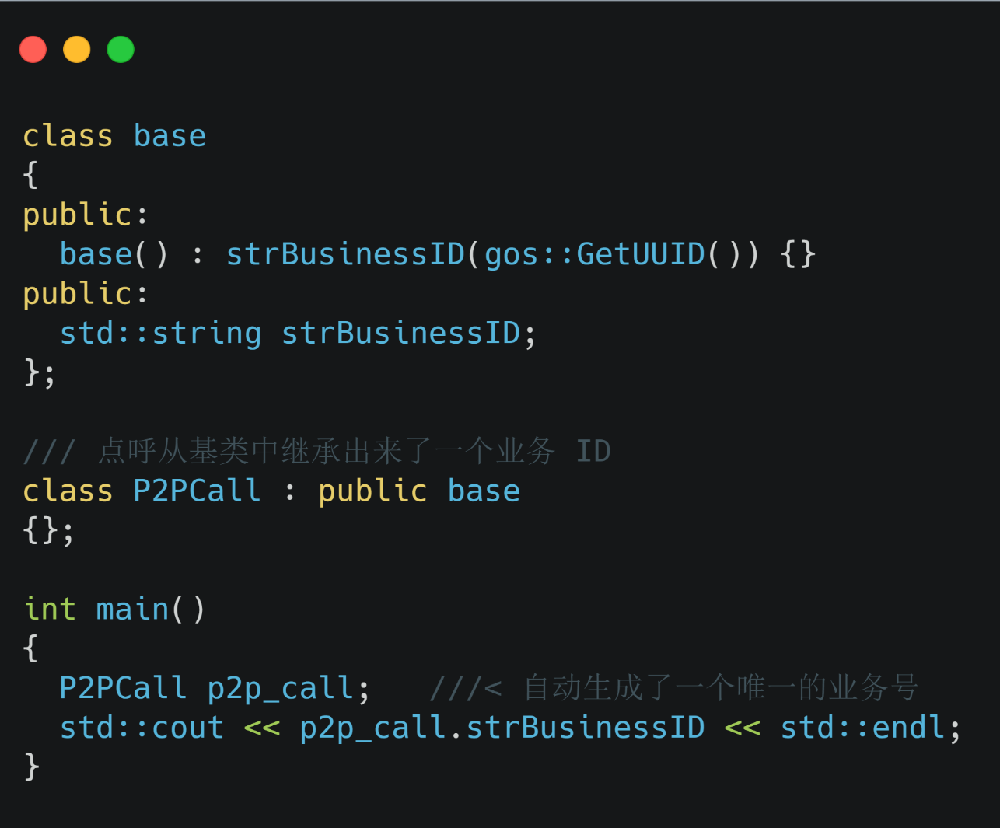 class base
{
public:
  base() : strBusinessID(gos::GetUUID()) {}
public:
  std::string strBusinessID;
};

/// 点呼从基类中继承出来了一个业务 ID
class P2PCall : public base
{};

int main()
{
  P2PCall p2p_call;   ///< 自动生成了一个唯一的业务号
  std::cout << p2p_call.strBusinessID << std::endl;
}